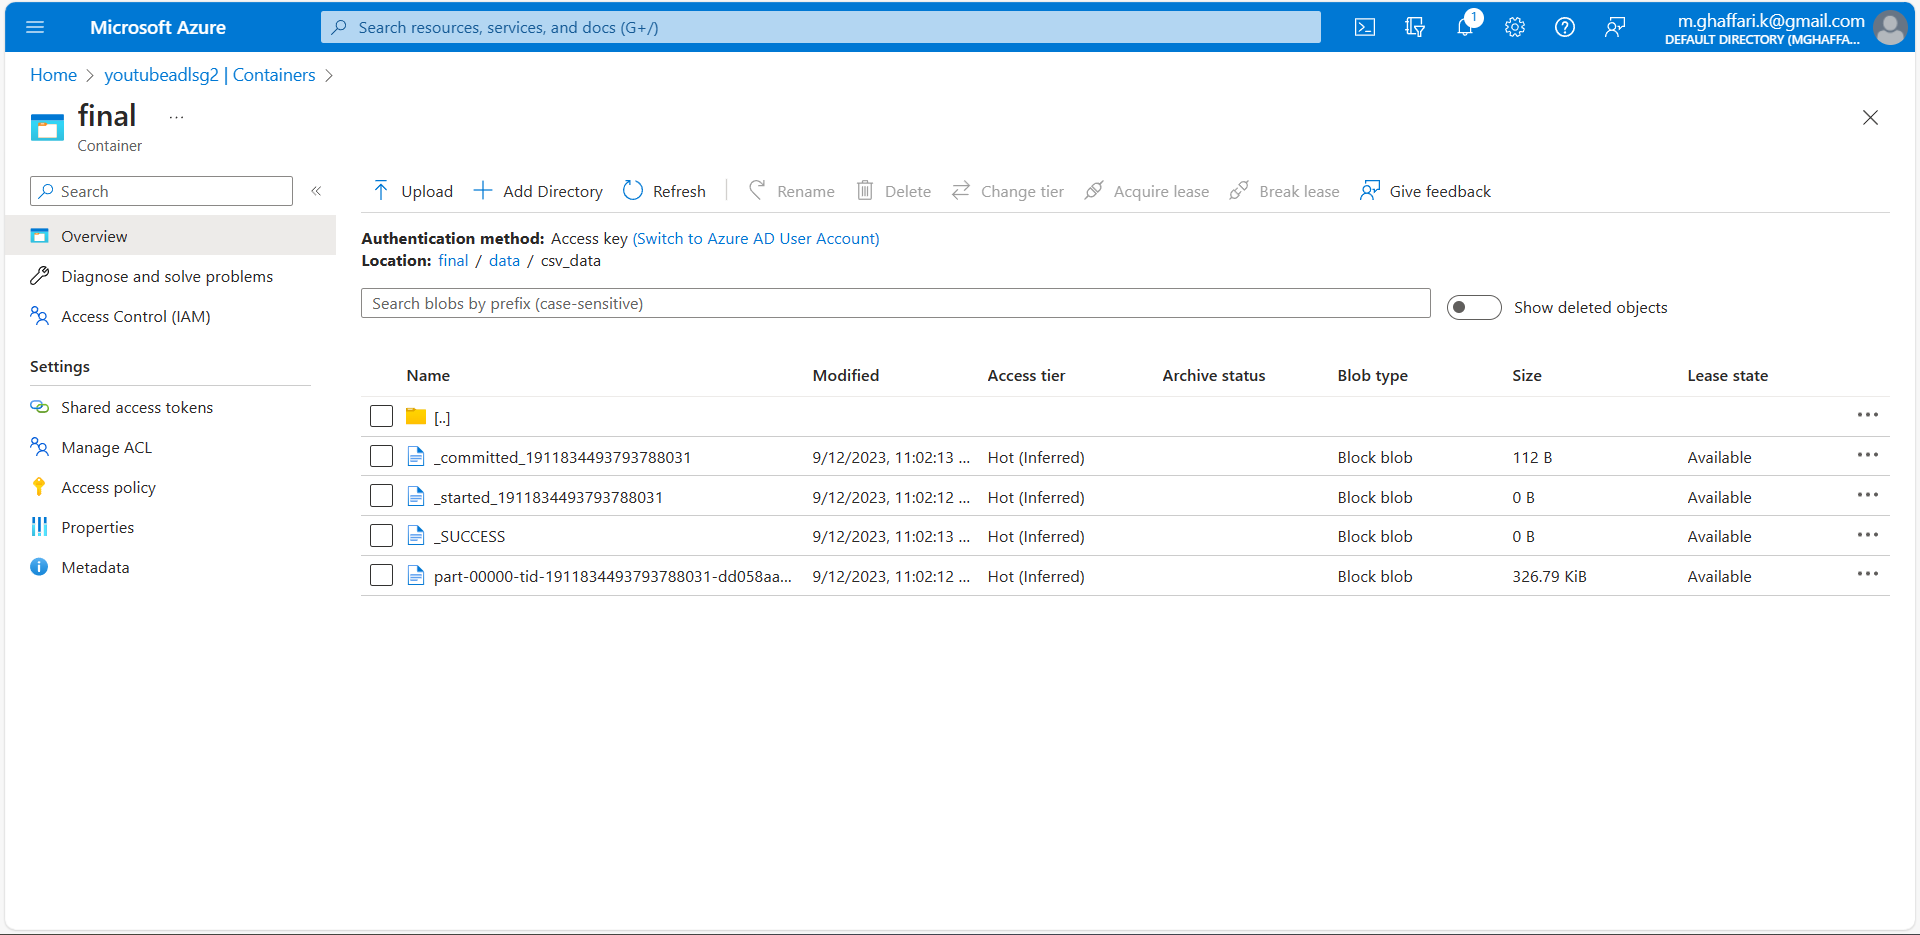 Microsoft Azure
Search resources, services, and docs (G+/)
1
m.ghaffari.k@gmail.com
DEFAULT DIRECTORY (MGHAFFA...
Home > youtubeadlsg2 | Containers >
final ...
Container
Search «
Overview
Diagnose and solve problems
Access Control (IAM)
Settings
Shared access tokens
Manage ACL
Access policy
Properties
Metadata
Upload Add Directory Refresh Rename Delete Change tier Acquire lease Break lease Give feedback
Authentication method: Access key (Switch to Azure AD User Account)
Location: final / data / csv_data
Search blobs by prefix (case-sensitive) Show deleted objects
Name Modified Access tier Archive status Blob type Size Lease state
[..] ...
_committed_1911834493793788031 9/12/2023, 11:02:13 ... Hot (Inferred) Block blob 112 B Available ...
_started_1911834493793788031 9/12/2023, 11:02:12 ... Hot (Inferred) Block blob 0 B Available ...
_SUCCESS 9/12/2023, 11:02:13 ... Hot (Inferred) Block blob 0 B Available ...
part-00000-tid-1911834493793788031-dd058aa... 9/12/2023, 11:02:12 ... Hot (Inferred) Block blob 326.79 KiB Available ...